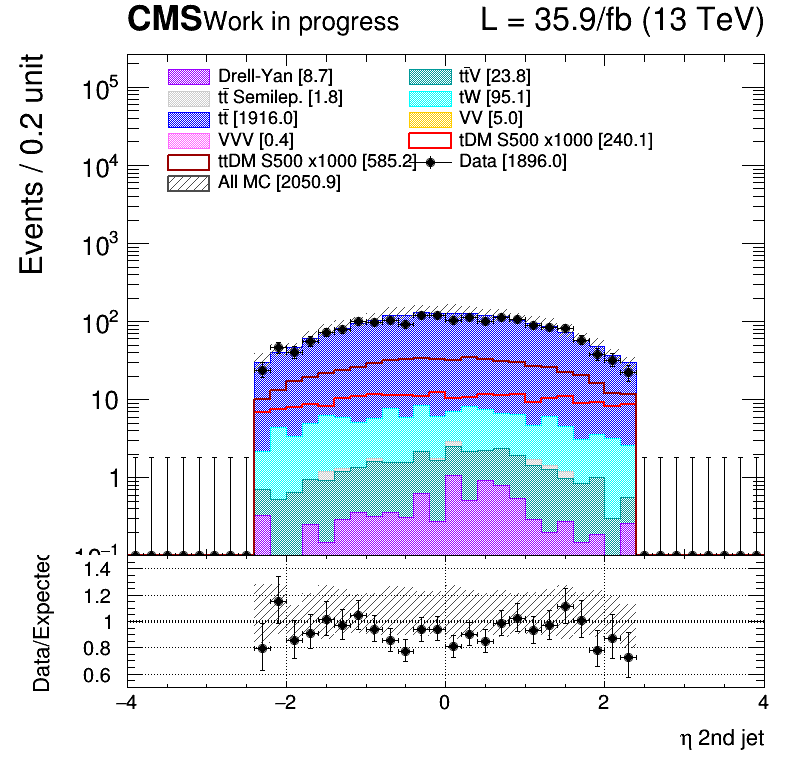 CMS Work in progress L = 35.9/fb (13 TeV)
Events / 0.2 unit
10⁵
10⁴
10³
10²
10
1
10⁻¹
Drell-Yan [8.7]
tt̄ Semilep. [1.8]
tt̄ [1916.0]
VVV [0.4]
ttDM S500 x1000 [585.2]
All MC [2050.9]
tt̄V [23.8]
tW [95.1]
VV [5.0]
tDM S500 x1000 [240.1]
Data [1896.0]
Data/Expected
1.4
1.2
1
0.8
0.6
−4 −2 0 2 4
η 2nd jet